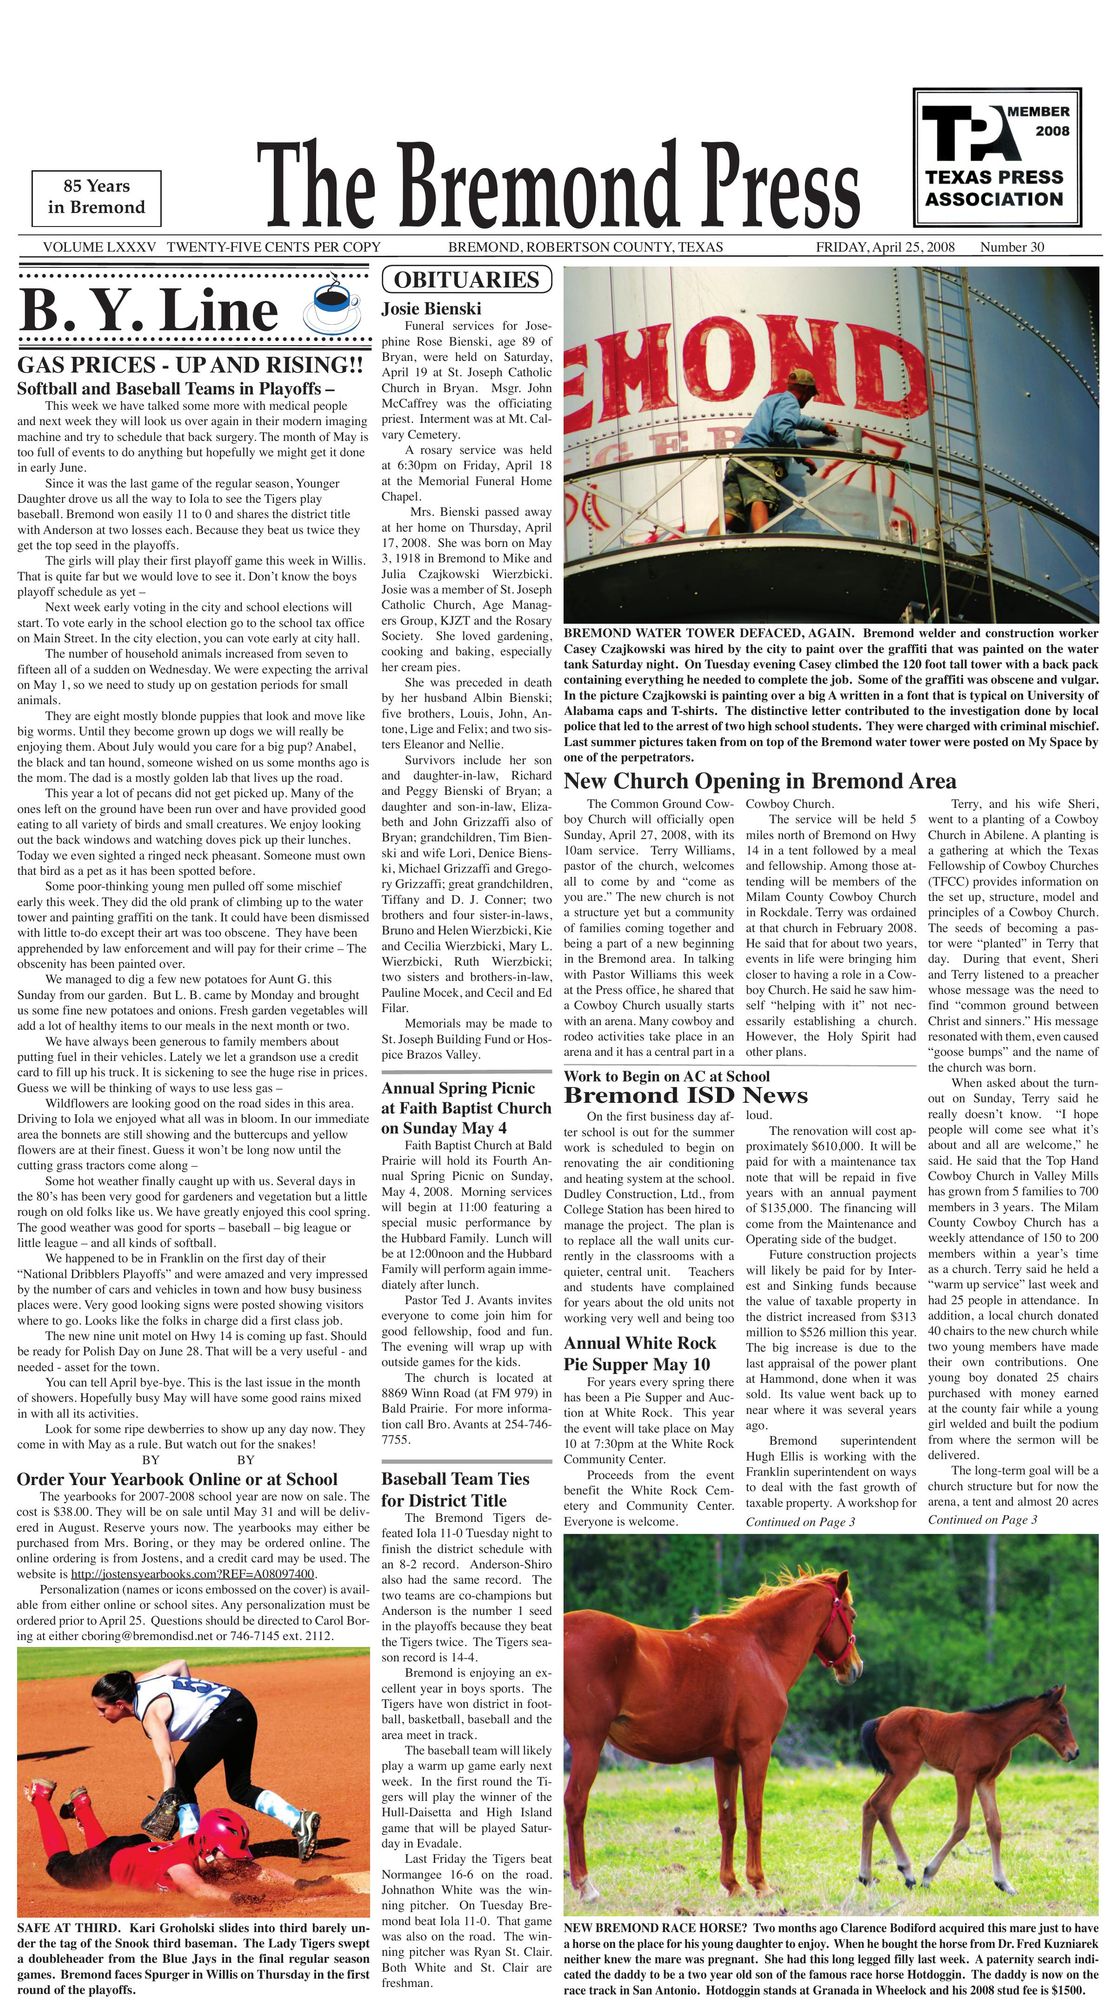 85 Years
in Bremond
The Bremond Press
TPA MEMBER
2008
TEXAS PRESS
ASSOCIATION
VOLUME LXXXV TWENTY-FIVE CENTS PER COPY BREMOND, ROBERTSON COUNTY, TEXAS FRIDAY, April 25, 2008 Number 30
B. Y. Line
GAS PRICES - UP AND RISING!!
Softball and Baseball Teams in Playoffs –
This week we have talked some more with medical people
and next week they will look us over again in their modern imaging
machine and try to schedule that back surgery. The month of May is
too full of events to do anything but hopefully we might get it done
in early June.
Since it was the last game of the regular season, Younger
Daughter drove us all the way to Iola to see the Tigers play
baseball. Bremond won easily 11 to 0 and shares the district title
with Anderson at two losses each. Because they beat us twice they
get the top seed in the playoffs.
The girls will play their first playoff game this week in Willis.
That is quite far but we would love to see it. Don't know the boys
playoff schedule as yet –
Next week early voting in the city and school elections will
start. To vote early in the school election go to the school tax office
on Main Street. In the city election, you can vote early at city hall.
The number of household animals increased from seven to
fifteen all of a sudden on Wednesday. We were expecting the arrival
on May 1, so we need to study up on gestation periods for small
animals.
They are eight mostly blonde puppies that look and move like
big worms. Until they become grown up dogs we will really be
enjoying them. About July would you care for a big pup? Anabel,
the black and tan hound, someone wished on us some months ago is
the mom. The dad is a mostly golden lab that lives up the road.
This year a lot of pecans did not get picked up. Many of the
ones left on the ground have been run over and have provided good
eating to all variety of birds and small creatures. We enjoy looking
out the back windows and watching doves pick up their lunches.
Today we even sighted a ringed neck pheasant. Someone must own
that bird as a pet as it has been spotted before.
Some poor-thinking young men pulled off some mischief
early this week. They did the old prank of climbing up to the water
tower and painting graffiti on the tank. It could have been dismissed
with little to-do except their art was too obscene. They have been
apprehended by law enforcement and will pay for their crime – The
obscenity has been painted over.
We managed to dig a few new potatoes for Aunt G. this
Sunday from our garden. But L. B. came by Monday and brought
us some fine new potatoes and onions. Fresh garden vegetables will
add a lot of healthy items to our meals in the next month or two.
We have always been generous to family members about
putting fuel in their vehicles. Lately we let a grandson use a credit
card to fill up his truck. It is sickening to see the huge rise in prices.
Guess we will be thinking of ways to use less gas –
Wildflowers are looking good on the road sides in this area.
Driving to Iola we enjoyed what all was in bloom. In our immediate
area the bonnets are still showing and the buttercups and yellow
flowers are at their finest. Guess it won't be long now until the
cutting grass tractors come along –
Some hot weather finally caught up with us. Several days in
the 80's has been very good for gardeners and vegetation but a little
rough on old folks like us. We have greatly enjoyed this cool spring.
The good weather was good for sports – baseball – big league or
little league – and all kinds of softball.
We happened to be in Franklin on the first day of their
“National Dribblers Playoffs” and were amazed and very impressed
by the number of cars and vehicles in town and how busy business
places were. Very good looking signs were posted showing visitors
where to go. Looks like the folks in charge did a first class job.
The new nine unit motel on Hwy 14 is coming up fast. Should
be ready for Polish Day on June 28. That will be a very useful - and
needed - asset for the town.
You can tell April bye-bye. This is the last issue in the month
of showers. Hopefully busy May will have some good rains mixed
in with all its activities.
Look for some ripe dewberries to show up any day now. They
come in with May as a rule. But watch out for the snakes!
BY BY
Order Your Yearbook Online or at School
The yearbooks for 2007-2008 school year are now on sale. The
cost is $38.00. They will be on sale until May 31 and will be deliv-
ered in August. Reserve yours now. The yearbooks may either be
purchased from Mrs. Boring, or they may be ordered online. The
online ordering is from Jostens, and a credit card may be used. The
website is http://jostensyearbooks.com?REF=A08097400.
Personalization (names or icons embossed on the cover) is avail-
able from either online or school sites. Any personalization must be
ordered prior to April 25. Questions should be directed to Carol Bor-
ing at either cboring@bremondisd.net or 746-7145 ext. 2112.
SAFE AT THIRD. Kari Groholski slides into third barely un-
der the tag of the Snook third baseman. The Lady Tigers swept
a doubleheader from the Blue Jays in the final regular season
games. Bremond faces Spurger in Willis on Thursday in the first
round of the playoffs.
OBITUARIES
Josie Bienski
Funeral services for Jose-
phine Rose Bienski, age 89 of
Bryan, were held on Saturday,
April 19 at St. Joseph Catholic
Church in Bryan. Msgr. John
McCaffrey was the officiating
priest. Interment was at Mt. Cal-
vary Cemetery.
A rosary service was held
at 6:30pm on Friday, April 18
at the Memorial Funeral Home
Chapel.
Mrs. Bienski passed away
at her home on Thursday, April
17, 2008. She was born on May
3, 1918 in Bremond to Mike and
Julia Czajkowski Wierzbicki.
Josie was a member of St. Joseph
Catholic Church, Age Manag-
ers Group, KJZT and the Rosary
Society. She loved gardening,
cooking and baking, especially
her cream pies.
She was preceded in death
by her husband Albin Bienski;
five brothers, Louis, John, An-
tone, Lige and Felix; and two sis-
ters Eleanor and Nellie.
Survivors include her son
and daughter-in-law, Richard
and Peggy Bienski of Bryan; a
daughter and son-in-law, Eliza-
beth and John Grizzaffi also of
Bryan; grandchildren, Tim Bien-
ski and wife Lori, Denice Biens-
ki, Michael Grizzaffi and Grego-
ry Grizzaffi; great grandchildren,
Tiffany and D. J. Conner; two
brothers and four sister-in-laws,
Bruno and Helen Wierzbicki, Kie
and Cecilia Wierzbicki, Mary L.
Wierzbicki, Ruth Wierzbicki;
two sisters and brothers-in-law,
Pauline Mocek, and Cecil and Ed
Filar.
Memorials may be made to
St. Joseph Building Fund or Hos-
pice Brazos Valley.
Annual Spring Picnic
at Faith Baptist Church
on Sunday May 4
Faith Baptist Church at Bald
Prairie will hold its Fourth An-
nual Spring Picnic on Sunday,
May 4, 2008. Morning services
will begin at 11:00 featuring a
special music performance by
the Hubbard Family. Lunch will
be at 12:00noon and the Hubbard
Family will perform again imme-
diately after lunch.
Pastor Ted J. Avants invites
everyone to come join him for
good fellowship, food and fun.
The evening will wrap up with
outside games for the kids.
The church is located at
8869 Winn Road (at FM 979) in
Bald Prairie. For more informa-
tion call Bro. Avants at 254-746-
7755.
Baseball Team Ties
for District Title
The Bremond Tigers de-
feated Iola 11-0 Tuesday night to
finish the district schedule with
an 8-2 record. Anderson-Shiro
also had the same record. The
two teams are co-champions but
Anderson is the number 1 seed
in the playoffs because they beat
the Tigers twice. The Tigers sea-
son record is 14-4.
Bremond is enjoying an ex-
cellent year in boys sports. The
Tigers have won district in foot-
ball, basketball, baseball and the
area meet in track.
The baseball team will likely
play a warm up game early next
week. In the first round the Ti-
gers will play the winner of the
Hull-Daisetta and High Island
game that will be played Satur-
day in Evadale.
Last Friday the Tigers beat
Normangee 16-6 on the road.
Johnathon White was the win-
ning pitcher. On Tuesday Bre-
mond beat Iola 11-0. That game
was also on the road. The win-
ning pitcher was Ryan St. Clair.
Both White and St. Clair are
freshman.
EMOND
GER
BREMOND WATER TOWER DEFACED, AGAIN. Bremond welder and construction worker
Casey Czajkowski was hired by the city to paint over the graffiti that was painted on the water
tank Saturday night. On Tuesday evening Casey climbed the 120 foot tall tower with a back pack
containing everything he needed to complete the job. Some of the graffiti was obscene and vulgar.
In the picture Czajkowski is painting over a big A written in a font that is typical on University of
Alabama caps and T-shirts. The distinctive letter contributed to the investigation done by local
police that led to the arrest of two high school students. They were charged with criminal mischief.
Last summer pictures taken from on top of the Bremond water tower were posted on My Space by
one of the perpetrators.
New Church Opening in Bremond Area
The Common Ground Cow-
boy Church will officially open
Sunday, April 27, 2008, with its
10am service. Terry Williams,
pastor of the church, welcomes
all to come by and “come as
you are.” The new church is not
a structure yet but a community
of families coming together and
being a part of a new beginning
in the Bremond area. In talking
with Pastor Williams this week
at the Press office, he shared that
a Cowboy Church usually starts
with an arena. Many cowboy and
rodeo activities take place in an
arena and it has a central part in a
Cowboy Church.
The service will be held 5
miles north of Bremond on Hwy
14 in a tent followed by a meal
and fellowship. Among those at-
tending will be members of the
Milam County Cowboy Church
in Rockdale. Terry was ordained
at that church in February 2008.
He said that for about two years,
events in life were bringing him
closer to having a role in a Cow-
boy Church. He said he saw him-
self “helping with it” not nec-
essarily establishing a church.
However, the Holy Spirit had
other plans.
Terry, and his wife Sheri,
went to a planting of a Cowboy
Church in Abilene. A planting is
a gathering at which the Texas
Fellowship of Cowboy Churches
(TFCC) provides information on
the set up, structure, model and
principles of a Cowboy Church.
The seeds of becoming a pas-
tor were “planted” in Terry that
day. During that event, Sheri
and Terry listened to a preacher
whose message was the need to
find “common ground between
Christ and sinners.” His message
resonated with them, even caused
“goose bumps” and the name of
the church was born.
When asked about the turn-
out on Sunday, Terry said he
really doesn't know. “I hope
people will come see what it's
about and all are welcome,” he
said. He said that the Top Hand
Cowboy Church in Valley Mills
has grown from 5 families to 700
members in 3 years. The Milam
County Cowboy Church has a
weekly attendance of 150 to 200
members within a year's time
as a church. Terry said he held a
“warm up service” last week and
had 25 people in attendance. In
addition, a local church donated
40 chairs to the new church while
two young members have made
their own contributions. One
young boy donated 25 chairs
purchased with money earned
at the county fair while a young
girl welded and built the podium
from where the sermon will be
delivered.
The long-term goal will be a
church structure but for now the
arena, a tent and almost 20 acres
Continued on Page 3
Work to Begin on AC at School
Bremond ISD News
On the first business day af-
ter school is out for the summer
work is scheduled to begin on
renovating the air conditioning
and heating system at the school.
Dudley Construction, Ltd., from
College Station has been hired to
manage the project. The plan is
to replace all the wall units cur-
rently in the classrooms with a
quieter, central unit. Teachers
and students have complained
for years about the old units not
working very well and being too
loud.
The renovation will cost ap-
proximately $610,000. It will be
paid for with a maintenance tax
note that will be repaid in five
years with an annual payment
of $135,000. The financing will
come from the Maintenance and
Operating side of the budget.
Future construction projects
will likely be paid for by Inter-
est and Sinking funds because
the value of taxable property in
the district increased from $313
million to $526 million this year.
The big increase is due to the
last appraisal of the power plant
at Hammond, done when it was
sold. Its value went back up to
near where it was several years
ago.
Bremond superintendent
Hugh Ellis is working with the
Franklin superintendent on ways
to deal with the fast growth of
taxable property. A workshop for
Continued on Page 3
Annual White Rock
Pie Supper May 10
For years every spring there
has been a Pie Supper and Auc-
tion at White Rock. This year
the event will take place on May
10 at 7:30pm at the White Rock
Community Center.
Proceeds from the event
benefit the White Rock Cem-
etery and Community Center.
Everyone is welcome.
NEW BREMOND RACE HORSE? Two months ago Clarence Bodiford acquired this mare just to have
a horse on the place for his young daughter to enjoy. When he bought the horse from Dr. Fred Kuzniarek
neither knew the mare was pregnant. She had this long legged filly last week. A paternity search indi-
cated the daddy to be a two year old son of the famous race horse Hotdoggin. The daddy is now on the
race track in San Antonio. Hotdoggin stands at Granada in Wheelock and his 2008 stud fee is $1500.